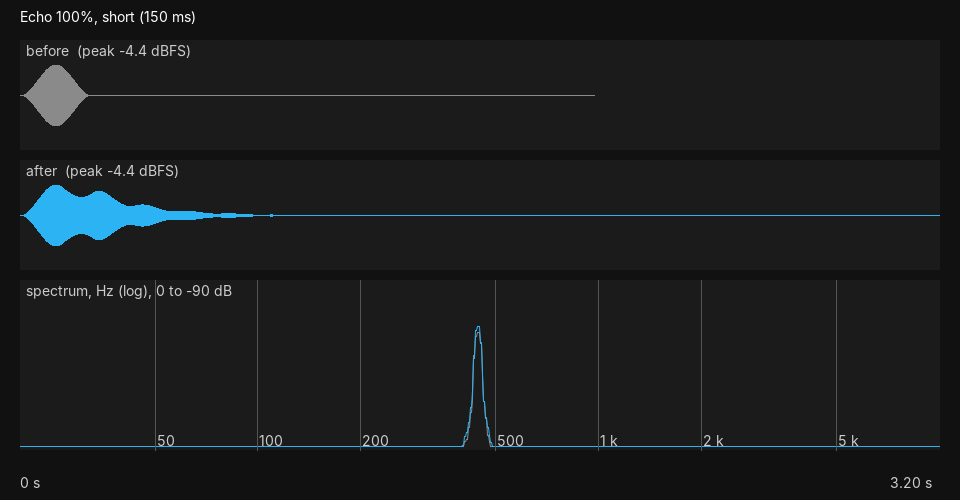 Echo 100%, short (150 ms)
before (peak -4.4 dBFS)
after (peak -4.4 dBFS)
spectrum, Hz (log), 0 to -90 dB
50 100 200 500 1 k 2 k 5 k
0 s 3.20 s